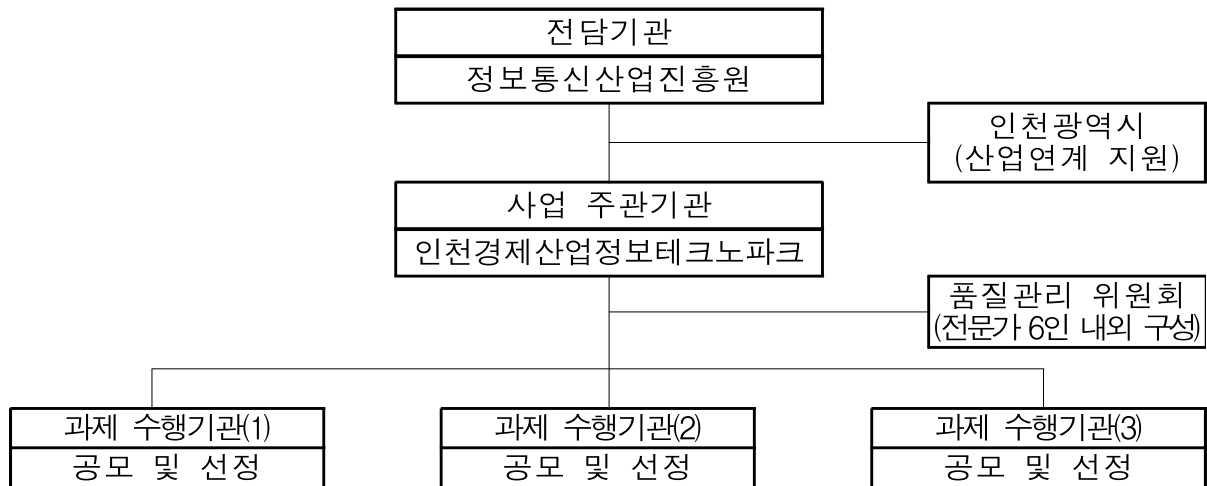 전담기관
정보통신산업진흥원
인천광역시
(산업연계 지원)
사업 주관기관
인천경제산업정보테크노파크
품질관리 위원회
(전문가 6인 내외 구성)
과제 수행기관(1)
공모 및 선정
과제 수행기관(2)
공모 및 선정
과제 수행기관(3)
공모 및 선정